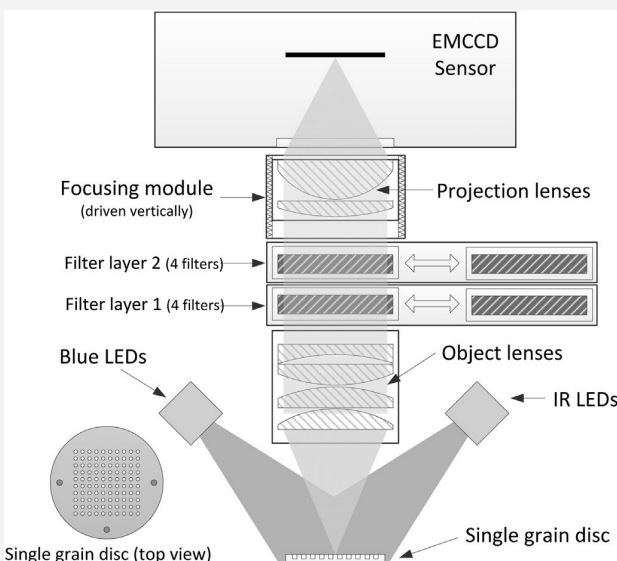 EMCCD
Sensor
Focusing module
(driven vertically)
Projection lenses
Filter layer 2 (4 filters)
Filter layer 1 (4 filters)
Blue LEDs
Object lenses
IR LEDs
Single grain disc
Single grain disc (top view)